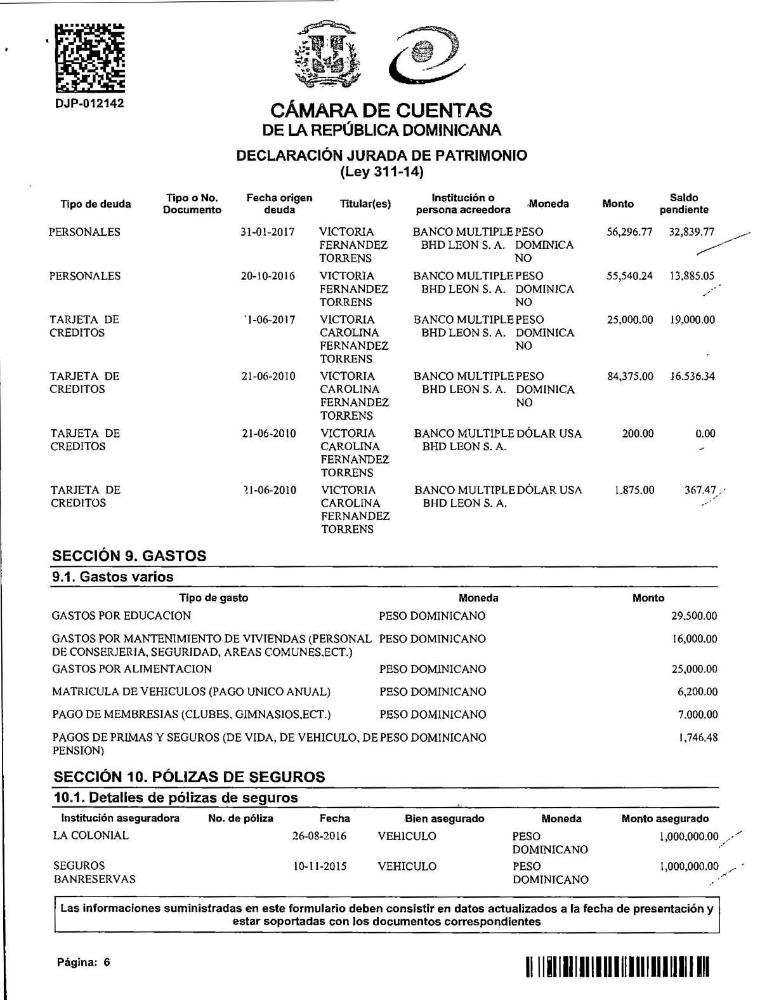 DJP-012142
CÁMARA DE CUENTAS
DE LA REPÚBLICA DOMINICANA
DECLARACIÓN JURADA DE PATRIMONIO
(Ley 311-14)
Tipo de deuda Tipo o No. Documento Fecha origen deuda Titular(es) Institución o persona acreedora Moneda Monto Saldo pendiente
PERSONALES 31-01-2017 VICTORIA BANCO MULTIPLE PESO 56,296.77 32,839.77
FERNANDEZ BHD LEON S. A. DOMINICA
TORRENS NO
PERSONALES 20-10-2016 VICTORIA BANCO MULTIPLE PESO 55,540.24 13,885.05
FERNANDEZ BHD LEON S. A. DOMINICA
TORRENS NO
TARJETA DE 1-06-2017 VICTORIA BANCO MULTIPLE PESO 25,000.00 19,000.00
CREDITOS CAROLINA BHD LEON S. A. DOMINICA
FERNANDEZ NO
TORRENS
TARJETA DE 21-06-2010 VICTORIA BANCO MULTIPLE PESO 84,375.00 16.536.34
CREDITOS CAROLINA BHD LEON S. A. DOMINICA
FERNANDEZ NO
TORRENS
TARJETA DE 21-06-2010 VICTORIA BANCO MULTIPLE DÓLAR USA 200.00 0.00
CREDITOS CAROLINA BHD LEON S. A.
FERNANDEZ
TORRENS
TARJETA DE 21-06-2010 VICTORIA BANCO MULTIPLE DÓLAR USA 1.875.00 367.47
CREDITOS CAROLINA BHD LEON S. A.
FERNANDEZ
TORRENS
SECCIÓN 9. GASTOS
9.1. Gastos varios
Tipo de gasto Moneda Monto
GASTOS POR EDUCACION PESO DOMINICANO 29,500.00
GASTOS POR MANTENIMIENTO DE VIVIENDAS (PERSONAL PESO DOMINICANO 16,000.00
DE CONSERJERIA, SEGURIDAD, AREAS COMUNES,ECT.)
GASTOS POR ALIMENTACION PESO DOMINICANO 25,000.00
MATRICULA DE VEHICULOS (PAGO UNICO ANUAL) PESO DOMINICANO 6,200.00
PAGO DE MEMBRESIAS (CLUBES, GIMNASIOS,ECT.) PESO DOMINICANO 7,000.00
PAGOS DE PRIMAS Y SEGUROS (DE VIDA, DE VEHICULO, DE PESO DOMINICANO 1,746.48
PENSION)
SECCIÓN 10. PÓLIZAS DE SEGUROS
10.1. Detalles de pólizas de seguros
Institución aseguradora No. de póliza Fecha Bien asegurado Moneda Monto asegurado
LA COLONIAL 26-08-2016 VEHICULO PESO 1,000,000.00
DOMINICANO
SEGUROS 10-11-2015 VEHICULO PESO 1,000,000.00
BANRESERVAS DOMINICANO
Las informaciones suministradas en este formulario deben consistir en datos actualizados a la fecha de presentación y
estar soportadas con los documentos correspondientes
Página: 6